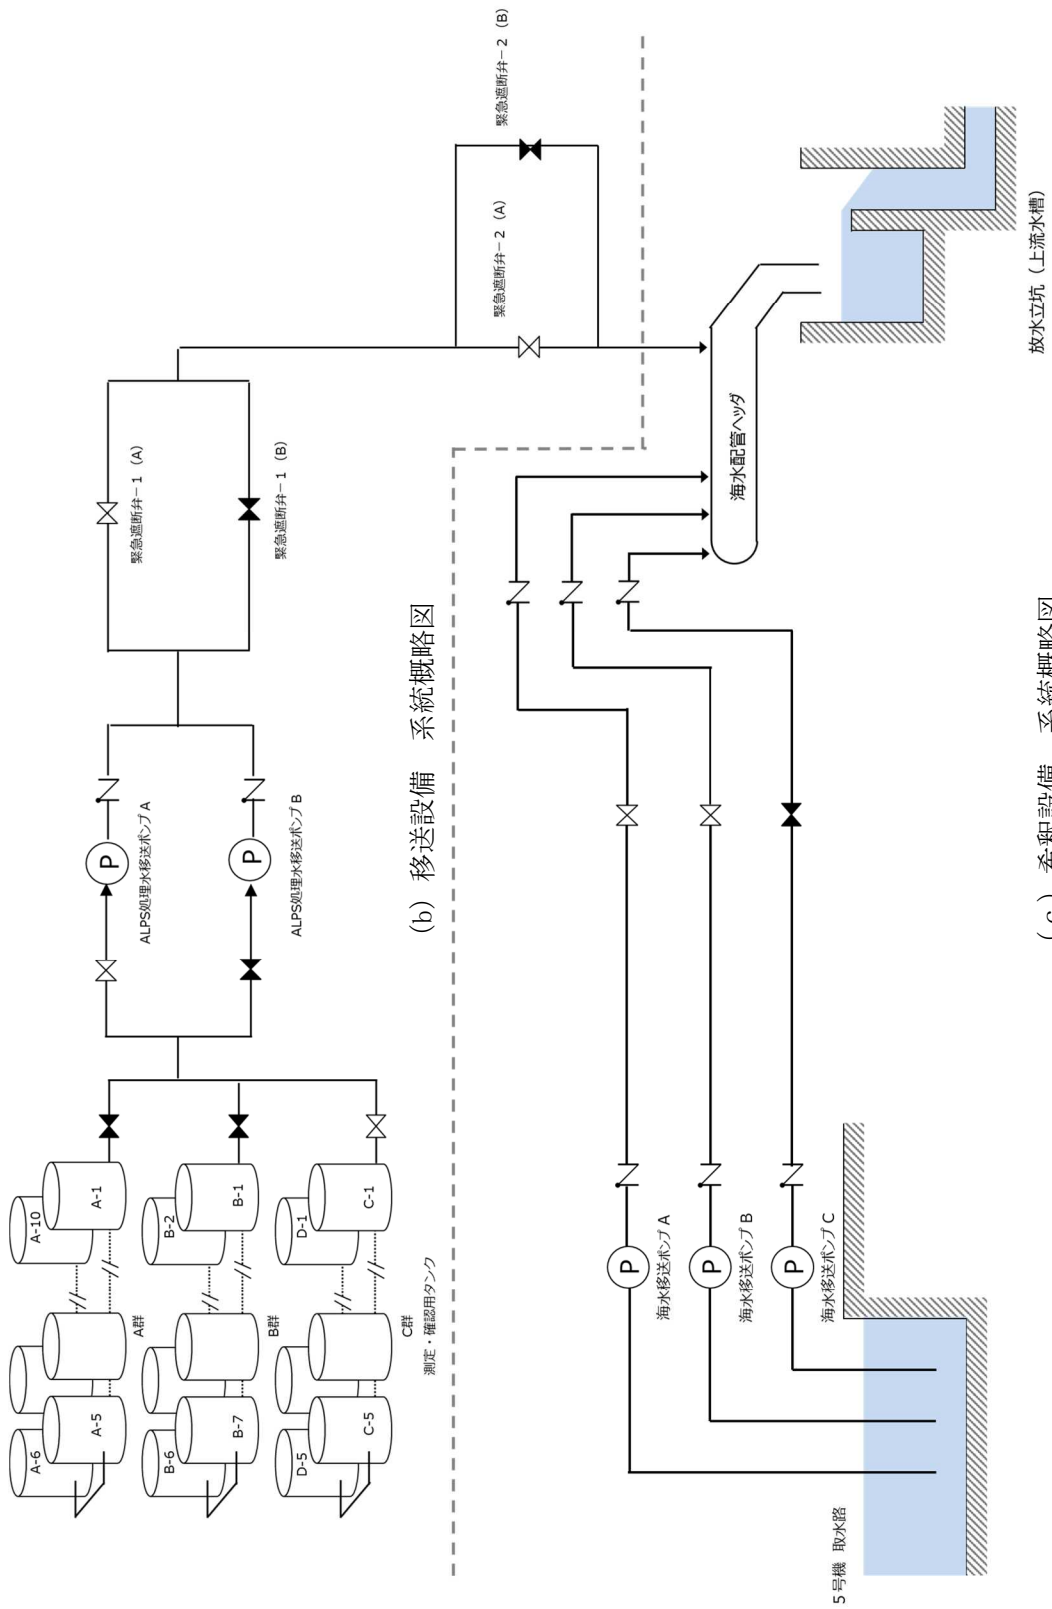 A-6
A-10
A-5
A-1
A群
B-6
B-2
B-7
B-1
B群
D-5
D-1
C-5
C-1
C群
測定・確認用タンク
P
ALPS処理水移送ポンプ A
P
ALPS処理水移送ポンプ B
緊急遮断弁－1（A）
緊急遮断弁－1（B）
緊急遮断弁－2（A）
緊急遮断弁－2（B）
(b) 移送設備　系統概略図
P
海水移送ポンプ A
P
海水移送ポンプ B
P
海水移送ポンプ C
5号機 取水路
海水配管ヘッダ
放水立坑（上流水槽）
(c) 希釈設備　系統概略図